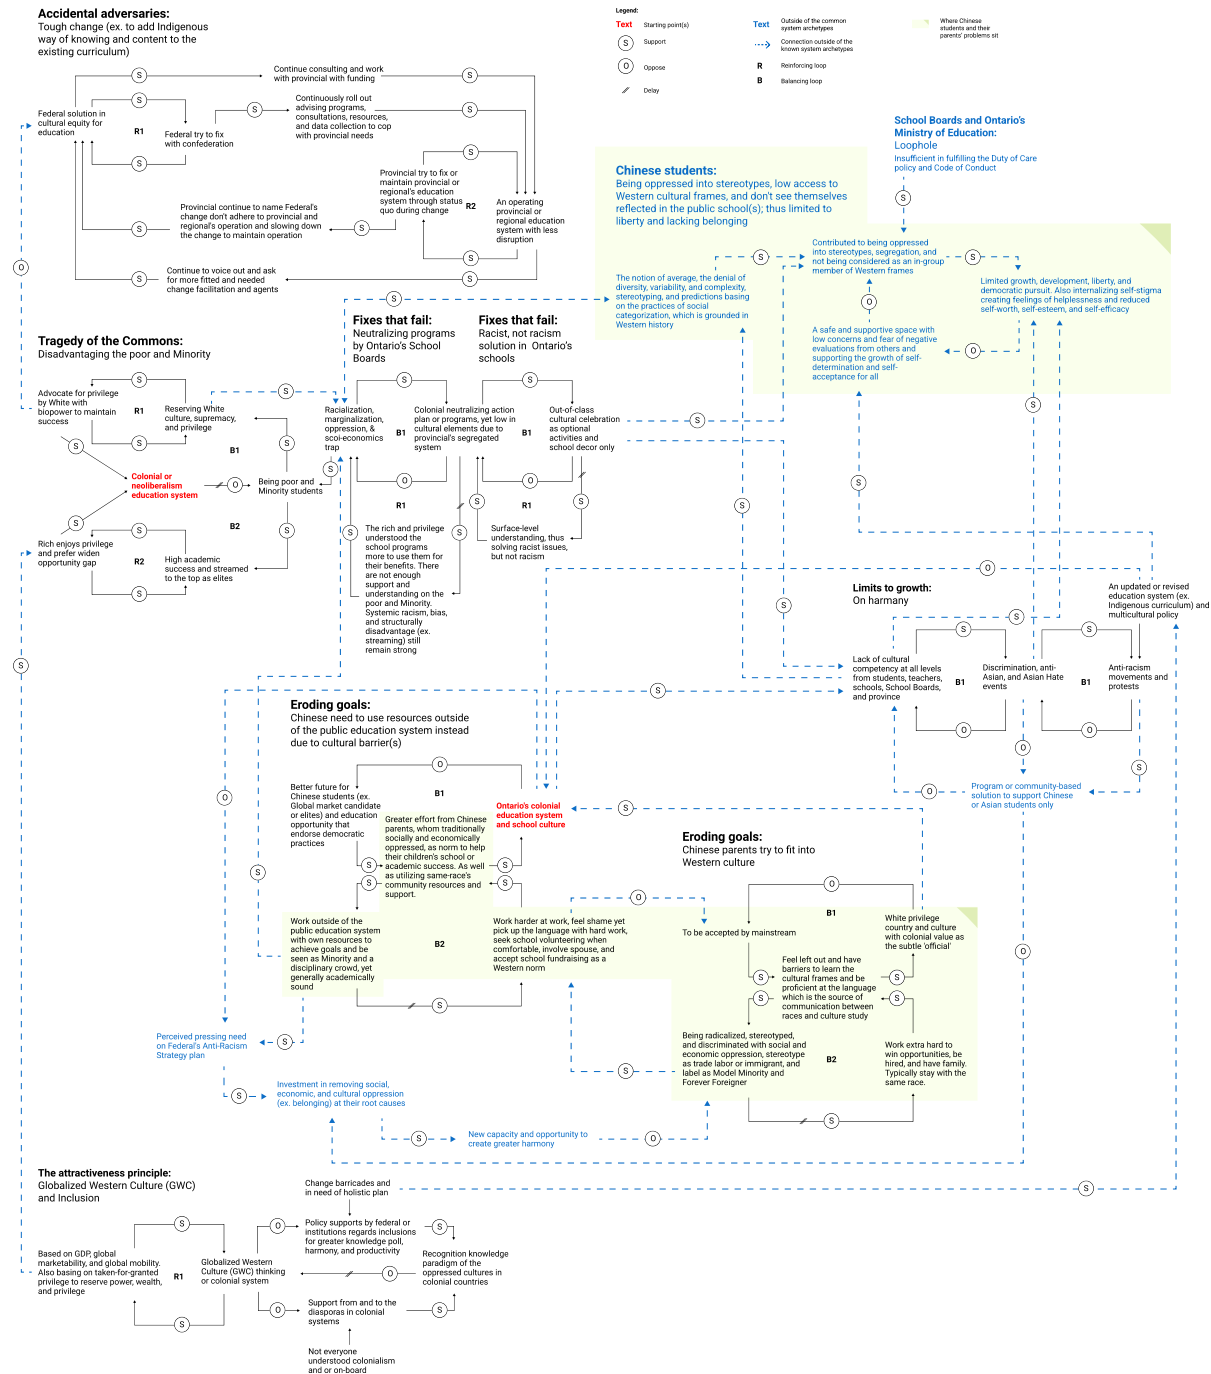 Accidental adversaries:
Tough change (ex. to add Indigenous
way of knowing and content to the
existing curriculum)
Legend:
Text
Starting point(s)
S
Support
O
Oppose
Delay
Text
Outside of the common
system archetypes
Connection outside of the
known system archetypes
R
Reinforcing loop
B
Balancing loop
Where Chinese
students and their
parents' problems sit
S
Continue consulting and work
with provincial with funding
S
Federal solution in
cultural equity for
education
S
R1
Federal try to fix
with confederation
S
S
Continuously roll out
advising programs,
consultations, resources,
and data collection to cop
with provincial needs
S
S
Provincial try to fix or
maintain provincial or
regional's education
system through status
quo during change
R2
An operating
provincial or
regional education
system with less
disruption
S
S
Provincial continue to name Federal's
change don't adhere to provincial and
regional's operation and slowing down
the change to maintain operation
S
S
Continue to voice out and ask
for more fitted and needed
change facilitation and agents
S
O
School Boards and Ontario's
Ministry of Education:
Loophole
Insufficient in fulfilling the Duty of Care
policy and Code of Conduct
S
Chinese students:
Being oppressed into stereotypes, low access to
Western cultural frames, and don't see themselves
reflected in the public school(s); thus limited to
liberty and lacking belonging
S
Contributed to being oppressed
into stereotypes, segregation, and
not being considered as an in-group
member of Western frames
S
The notion of average, the denial of
diversity, variability, and complexity,
stereotyping, and predictions basing
on the practices of social
categorization, which is grounded in
Western history
Limited growth, development, liberty, and
democratic pursuit. Also internalizing self-stigma
creating feelings of helplessness and reduced
self-worth, self-esteem, and self-efficacy
O
A safe and supportive space with
low concerns and fear of negative
evaluations from others and
supporting the growth of self-
determination and self-
acceptance for all
O
S
Tragedy of the Commons:
Disadvantaging the poor and Minority
Fixes that fail:
Neutralizing programs
by Ontario's School
Boards
Fixes that fail:
Racist, not racism
solution in Ontario's
schools
Advocate for privilege
by White with
biopower to maintain
success
S
R1
Reserving White
culture, supremacy,
and privilege
S
S
S
B1
S
Colonial or
neoliberalism
education system
O
Being poor and
Minority students
S
B2
S
S
Rich enjoys privilege
and prefer widen
opportunity gap
S
R2
High academic
success and streamed
to the top as elites
S
Racialization,
marginalization,
oppression, &
scoi-economics
trap
S
B1
Colonial neutralizing action
plan or programs, yet low in
cultural elements due to
provincial's segregated
system
O
R1
S
S
The rich and privilege
understood the
school programs
more to use them for
their benefits. There
are not enough
support and
understanding on the
poor and Minority.
Systemic racism, bias,
and structurally
disadvantage (ex.
streaming) still
remain strong
S
B1
Out-of-class
cultural celebration
as optional
activities and
school decor only
O
R1
S
S
Surface-level
understanding, thus
solving racist issues,
but not racism
S
S
S
S
S
O
Limits to growth:
On harmany
An updated or revised
education system (ex.
Indigenous curriculum) and
multicultural policy
S
Lack of cultural
competency at all levels
from students, teachers,
schools, School Boards,
and province
S
B1
Discrimination, anti-
Asian, and Asian Hate
events
S
B1
Anti-racism
movements and
protests
O
O
O
S
Program or community-based
solution to support Chinese
or Asian students only
O
S
Eroding goals:
Chinese need to use resources outside
of the public education system instead
due to cultural barrier(s)
O
B1
Better future for
Chinese students (ex.
Global market candidate
or elites) and education
opportunity that
endorse democratic
practices
Greater effort from Chinese
parents, whom traditionally
socially and economically
oppressed, as norm to help
their children's school or
academic success. As well
as utilizing same-race's
community resources and
support.
Ontario's colonial
education system
and school culture
S
S
S
S
S
O
S
Work outside of the
public education system
with own resources to
achieve goals and be
seen as Minority and a
disciplinary crowd, yet
generally academically
sound
B2
Work harder at work, feel shame yet
pick up the language with hard work,
seek school volunteering when
comfortable, involve spouse, and
accept school fundraising as a
Western norm
S
O
Eroding goals:
Chinese parents try to fit into
Western culture
O
B1
To be accepted by mainstream
White privilege
country and culture
with colonial value as
the subtle 'official'
Feel left out and have
barriers to learn the
cultural frames and be
proficient at the language
which is the source of
communication between
races and culture study
S
S
S
S
Being radicalized, stereotyped,
and discriminated with social and
economic oppression, stereotype
as trade labor or immigrant, and
label as Model Minority and
Forever Foreigner
B2
Work extra hard to
win opportunities, be
hired, and have family.
Typically stay with the
same race.
S
S
O
Perceived pressing need
on Federal's Anti-Racism
Strategy plan
S
S
Investment in removing social,
economic, and cultural oppression
(ex. belonging) at their root causes
S
New capacity and opportunity to
create greater harmony
O
The attractiveness principle:
Globalized Western Culture (GWC)
and Inclusion
Change barricades and
in need of holistic plan
S
S
Based on GDP, global
marketability, and global mobility.
Also basing on taken-for-granted
privilege to reserve power, wealth,
and privilege
R1
Globalized Western
Culture (GWC) thinking
or colonial system
S
O
Policy supports by federal or
institutions regards inclusions
for greater knowledge poll,
harmony, and productivity
S
Recognition knowledge
paradigm of the
oppressed cultures in
colonial countries
O
O
Support from and to the
diasporas in colonial
systems
S
Not everyone
understood colonialism
and or on-board